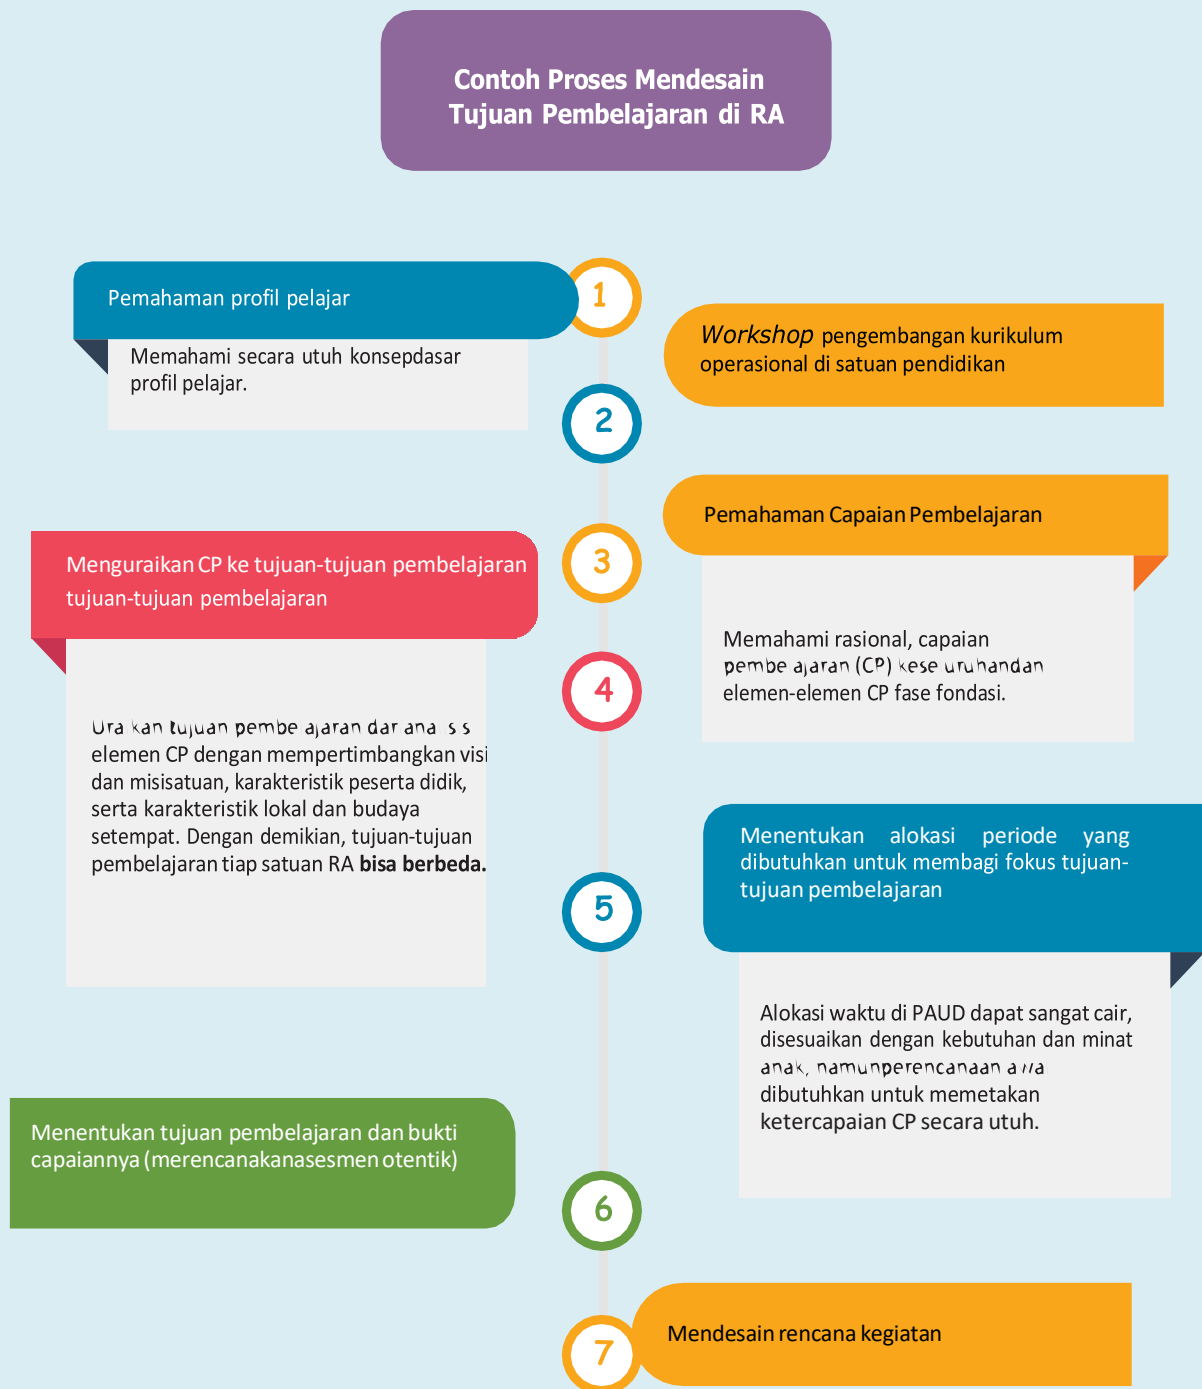 Contoh Proses Mendesain
Tujuan Pembelajaran di RA
1
Pemahaman profil pelajar
Memahami secara utuh konsepdasar
profil pelajar.
2
Workshop pengembangan kurikulum
operasional di satuan pendidikan
3
Pemahaman Capaian Pembelajaran
Memahami rasional, capaian
(CP)
elemen-elemen CP fase fondasi.
4
Menguraikan CP ke tujuan-tujuan pembelajaran
tujuan-tujuan pembelajaran
tujuan
elemen CP dengan mempertimbangkan visi
dan misisatuan, karakteristik peserta didik,
serta karakteristik lokal dan budaya
setempat. Dengan demikian, tujuan-tujuan
pembelajaran tiap satuan RA bisa berbeda.
5
Menentukan alokasi periode yang
dibutuhkan untuk membagi fokus tujuan-
tujuan pembelajaran
Alokasi waktu di PAUD dapat sangat cair,
disesuaikan dengan kebutuhan dan minat
anak, namunperencanaan
dibutuhkan untuk memetakan
ketercapaian CP secara utuh.
6
Menentukan tujuan pembelajaran dan bukti
capaiannya (merencanakanasesmen otentik)
7
Mendesain rencana kegiatan